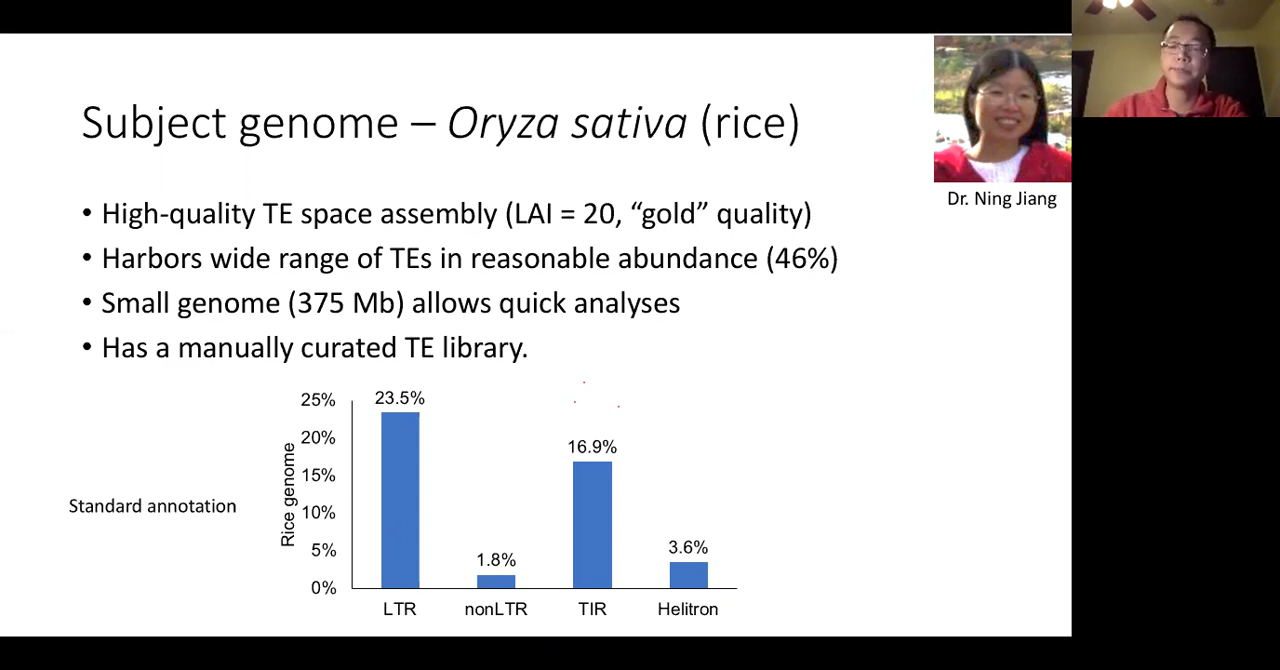 Subject genome – Oryza sativa (rice)
Dr. Ning Jiang
• High-quality TE space assembly (LAI = 20, “gold” quality)
• Harbors wide range of TEs in reasonable abundance (46%)
• Small genome (375 Mb) allows quick analyses
• Has a manually curated TE library.
Standard annotation
Rice genome
25%
20%
15%
10%
5%
0%
23.5%
1.8%
16.9%
3.6%
LTR
nonLTR
TIR
Helitron